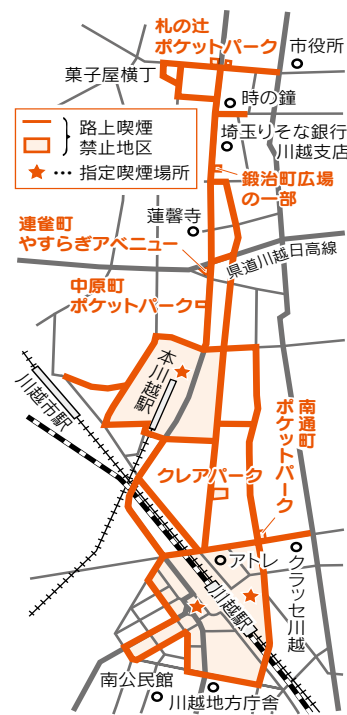 札の辻
ポケットパーク
市役所
菓子屋横丁
時の鐘
路上喫煙
禁止地区
★… 指定喫煙場所
埼玉りそな銀行
川越支店
鍛治町広場
の一部
蓮馨寺
連雀町
やすらぎアベニュー
県道川越日高線
中原町
ポケットパーク
本川越駅
川越市駅
南通町
ポケットパーク
クレアパーク
アトレ
クラッセ川越
川越駅
南公民館
川越地方庁舎